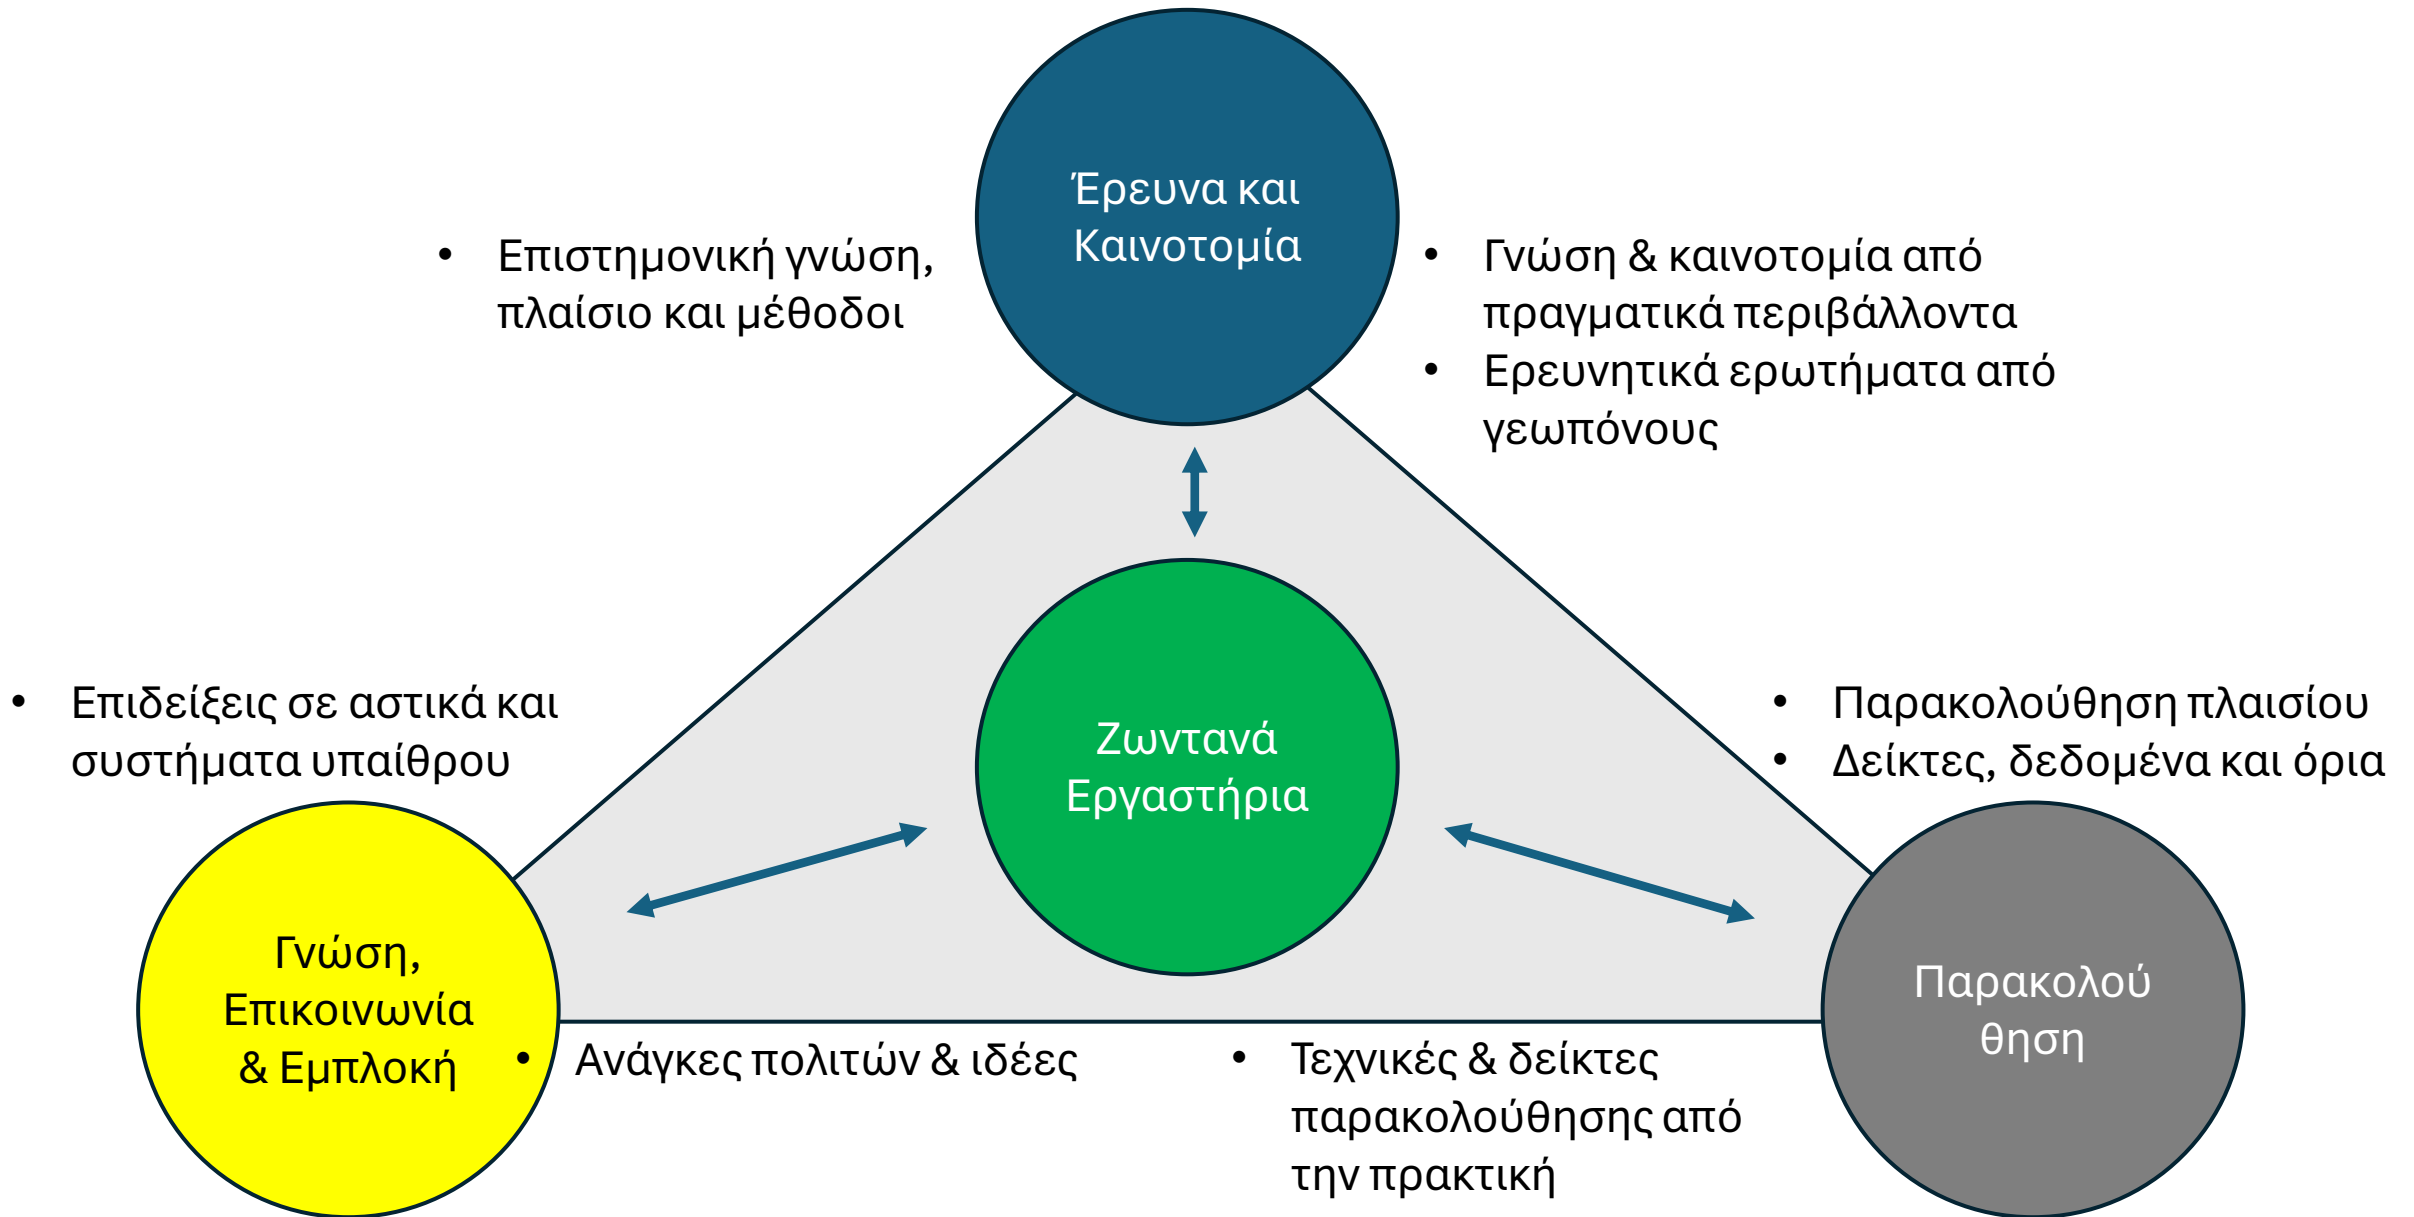 Έρευνα και
Καινοτομία
• Επιστημονική γνώση,
πλαίσιο και μέθοδοι
• Γνώση & καινοτομία από
πραγματικά περιβάλλοντα
• Ερευνητικά ερωτήματα από
γεωπόνους
• Επιδείξεις σε αστικά και
συστήματα υπαίθρου
Ζωντανά
Εργαστήρια
• Παρακολούθηση πλαισίου
• Δείκτες, δεδομένα και όρια
Γνώση,
Επικοινωνία
& Εμπλοκή
Παρακολού
θηση
• Ανάγκες πολιτών & ιδέες
• Τεχνικές & δείκτες
παρακολούθησης από
την πρακτική